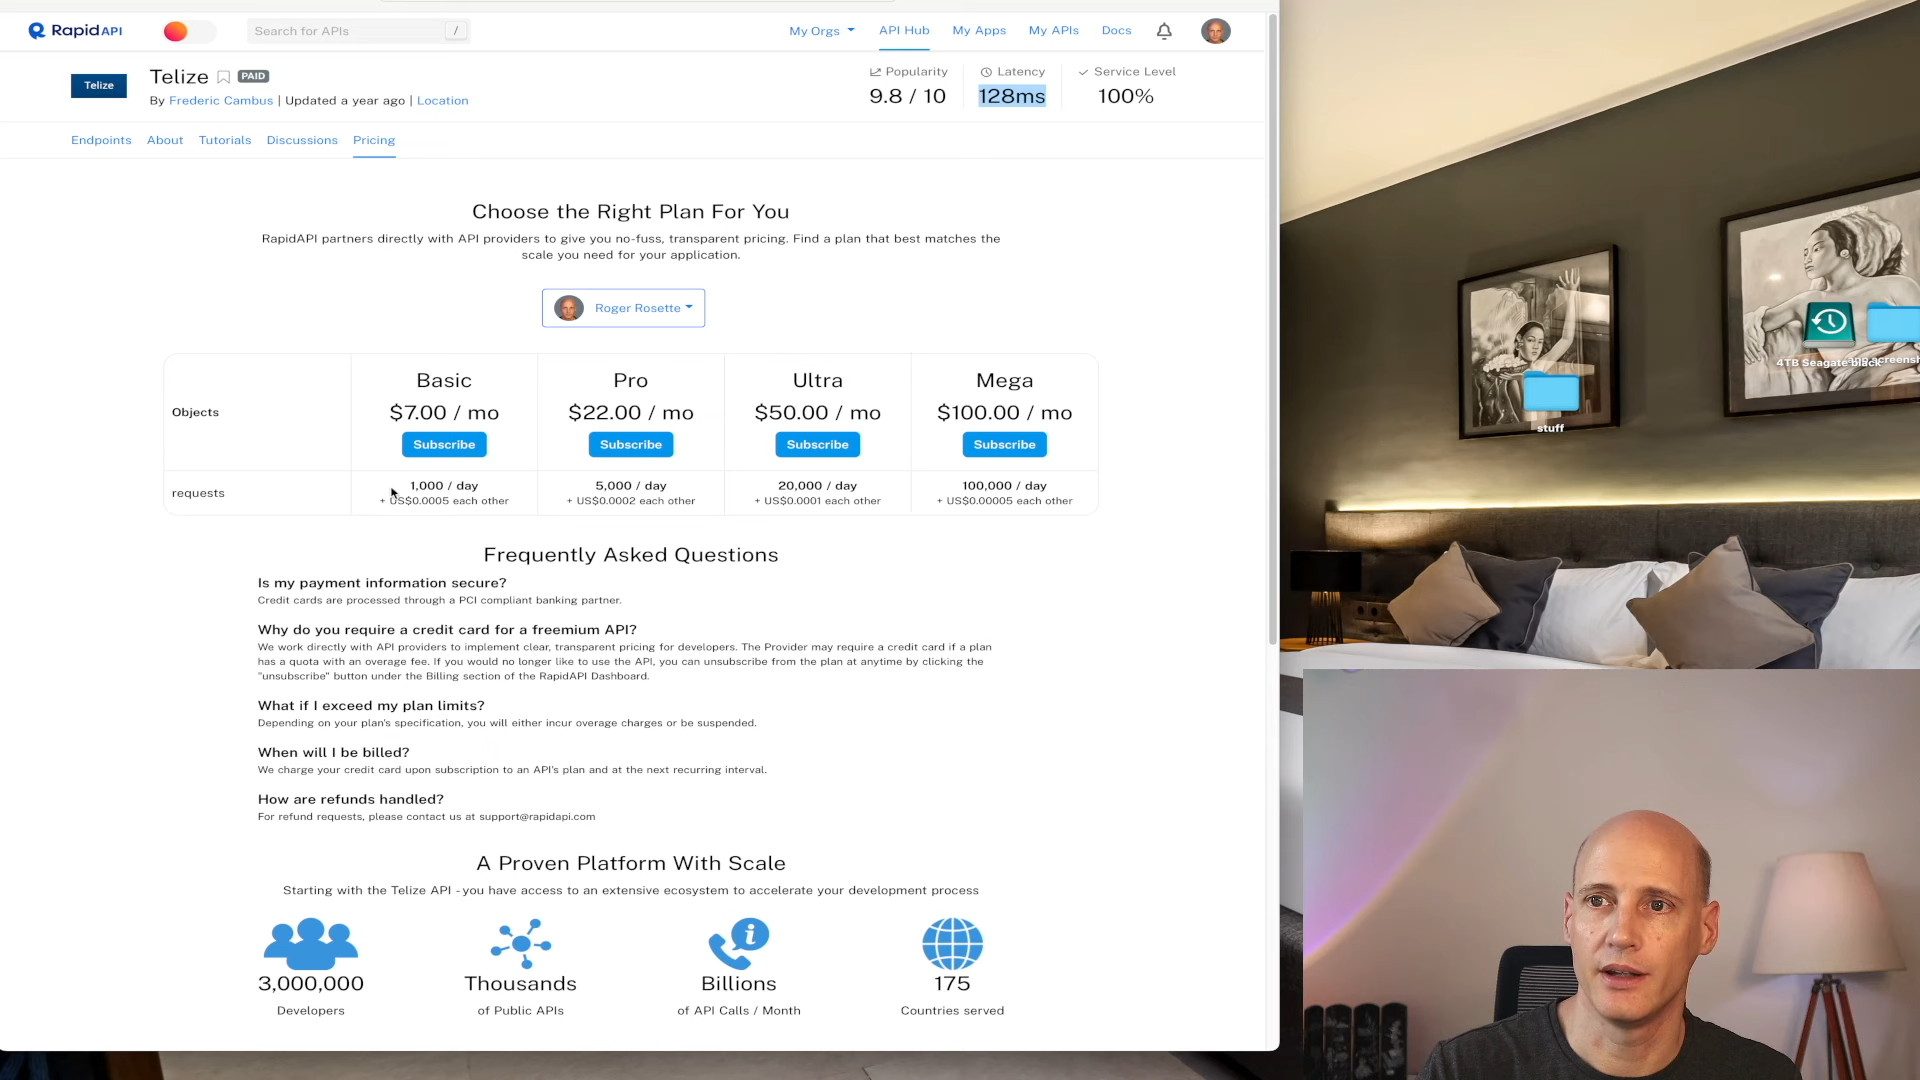 RapidAPI
Search for APIs
/
My Orgs
API Hub
My Apps
My APIs
Docs
Telize
Telize
PAID
By Frederic Cambus | Updated a year ago | Location
Popularity
9.8 / 10
Latency
128ms
Service Level
100%
Endpoints
About
Tutorials
Discussions
Pricing
Choose the Right Plan For You
RapidAPI partners directly with API providers to give you no-fuss, transparent pricing. Find a plan that best matches the
scale you need for your application.
Roger Rosette
Objects
Basic
$7.00 / mo
Subscribe
Pro
$22.00 / mo
Subscribe
Ultra
$50.00 / mo
Subscribe
Mega
$100.00 / mo
Subscribe
requests
1,000 / day
+ US$0.0005 each other
5,000 / day
+ US$0.0002 each other
20,000 / day
+ US$0.0001 each other
100,000 / day
+ US$0.00005 each other
Frequently Asked Questions
Is my payment information secure?
Credit cards are processed through a PCI compliant banking partner.
Why do you require a credit card for a freemium API?
We work directly with API providers to implement clear, transparent pricing for developers. The Provider may require a credit card if a plan
has a quota with an overage fee. If you would no longer like to use the API, you can unsubscribe from the plan at anytime by clicking the
"unsubscribe" button under the Billing section of the RapidAPI Dashboard.
What if I exceed my plan limits?
Depending on your plan's specification, you will either incur overage charges or be suspended.
When will I be billed?
We charge your credit card upon subscription to an API's plan and at the next recurring interval.
How are refunds handled?
For refund requests, please contact us at support@rapidapi.com
A Proven Platform With Scale
Starting with the Telize API - you have access to an extensive ecosystem to accelerate your development process
3,000,000
Developers
Thousands
of Public APIs
Billions
of API Calls / Month
175
Countries served
4TB Seagate black
stuff